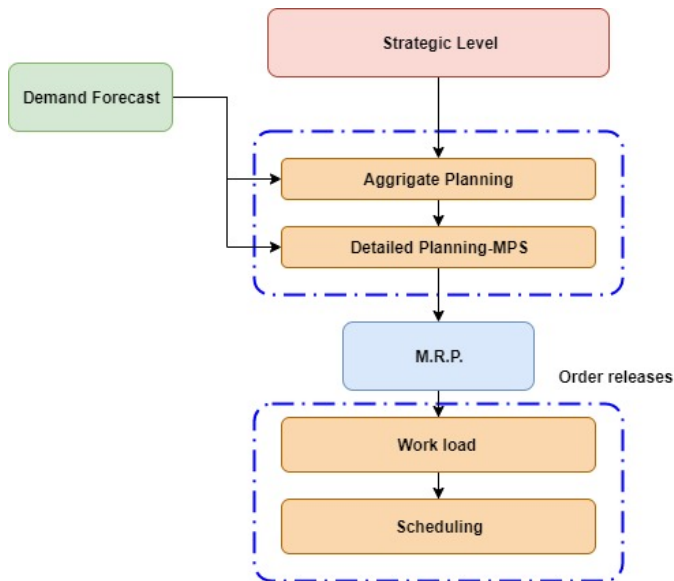 Strategic Level
Demand Forecast
Aggrigate Planning
Detailed Planning-MPS
M.R.P.
Order releases
Work load
Scheduling